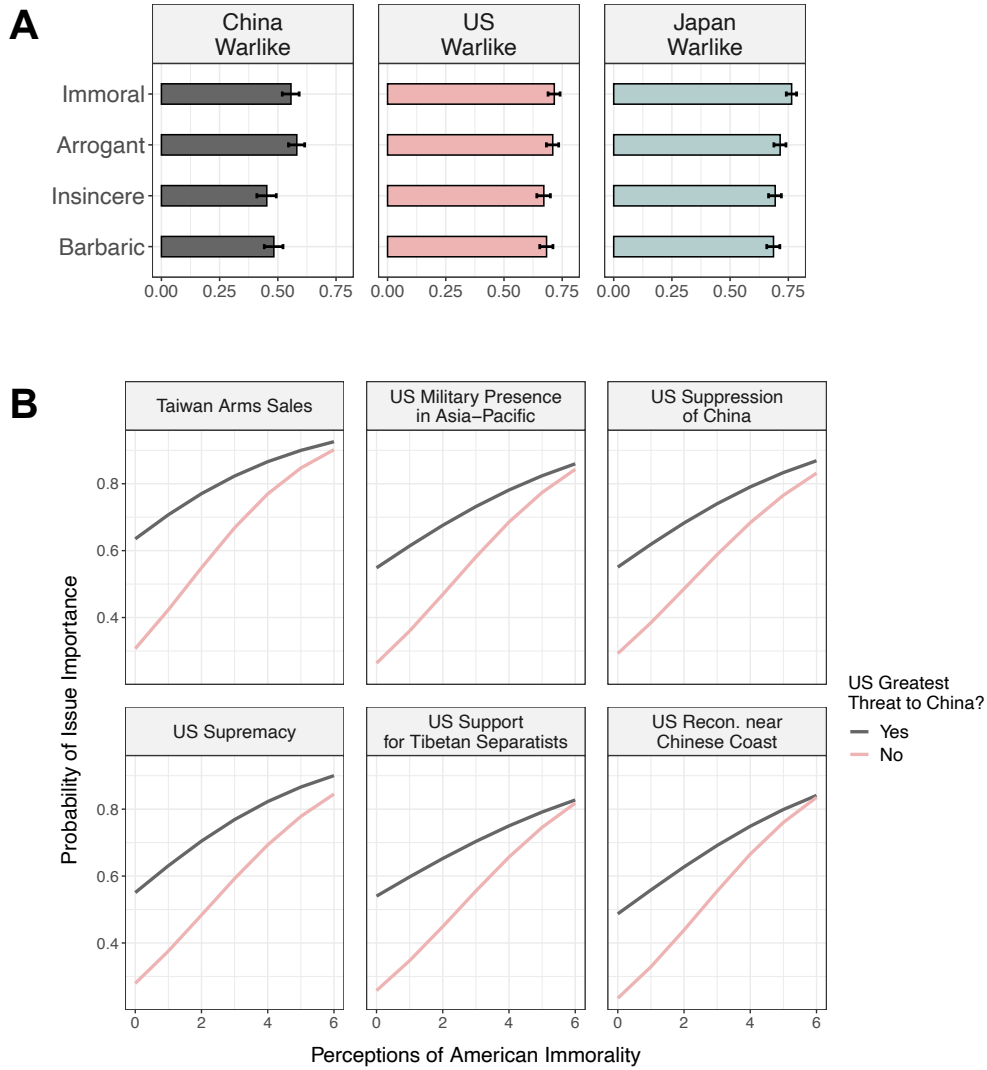 A
China
Warlike
US
Warlike
Japan
Warlike
Immoral
Arrogant
Insincere
Barbaric
0.00 0.25 0.50 0.75
0.00 0.25 0.50 0.75
0.00 0.25 0.50 0.75
B
Probability of Issue Importance
Taiwan Arms Sales
US Military Presence
in Asia−Pacific
US Suppression
of China
0.8
0.6
0.4
US Supremacy
US Support
for Tibetan Separatists
US Recon. near
Chinese Coast
0.8
0.6
0.4
0 2 4 6
0 2 4 6
0 2 4 6
Perceptions of American Immorality
US Greatest
Threat to China?
Yes
No